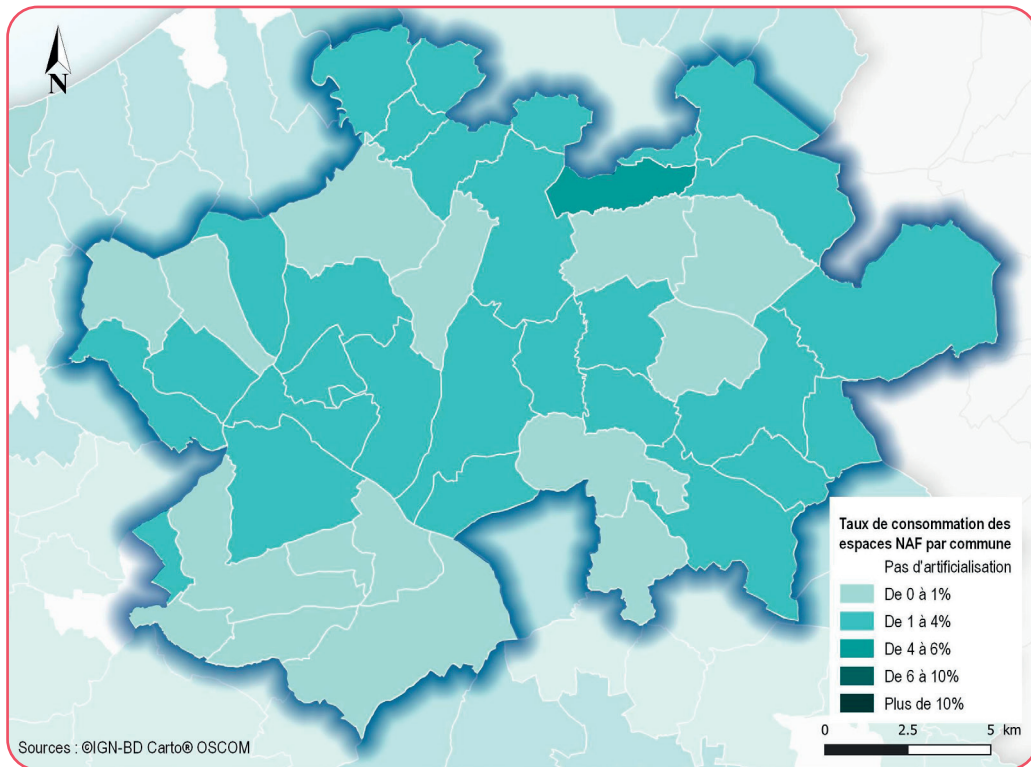 N
Taux de consommation des
espaces NAF par commune
Pas d'artificialisation
De 0 à 1%
De 1 à 4%
De 4 à 6%
De 6 à 10%
Plus de 10%
0 2.5 5 km
Sources : ©IGN-BD Carto® OSCOM